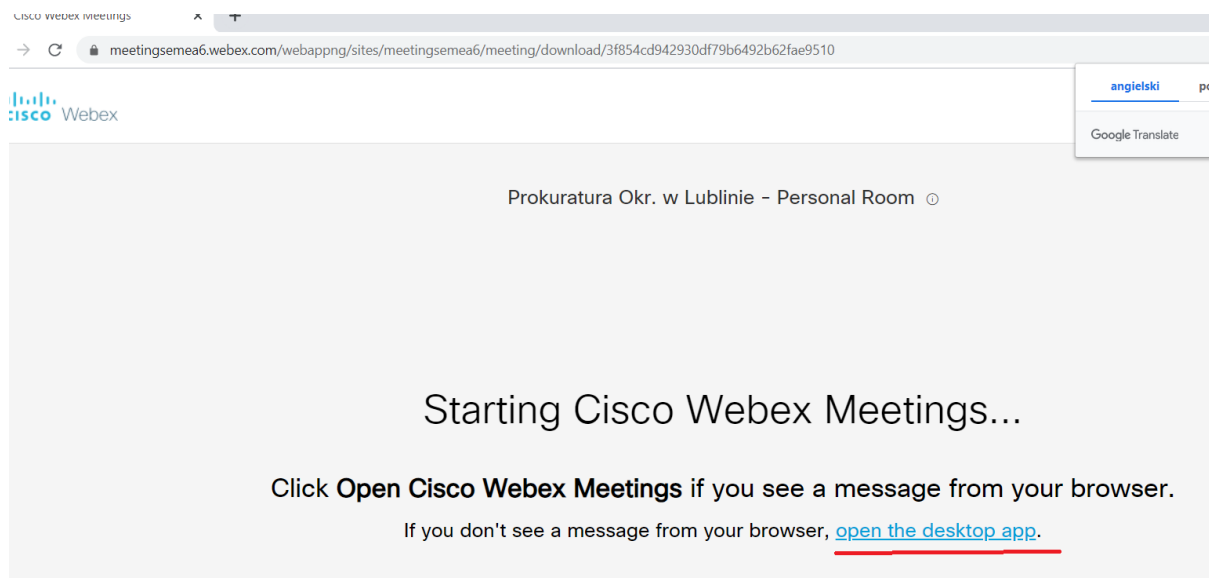 Cisco Webex Meetings
meetingsemea6.webex.com/webappng/sites/meetingsemea6/meeting/download/3f854cd942930df79b6492b62fae9510
angielski
Google Translate
cisco Webex
Prokuratura Okr. w Lublinie - Personal Room
Starting Cisco Webex Meetings...
Click Open Cisco Webex Meetings if you see a message from your browser.
If you don't see a message from your browser, open the desktop app.